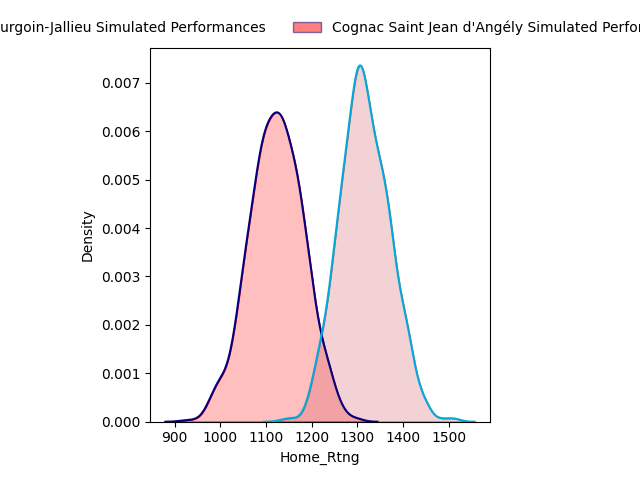 urgoin-Jallieu Simulated Performances Cognac Saint Jean d'Angély Simulated Perfor
0.007
0.006
0.005
0.004
0.003
0.002
0.001
0.000
Density
900 1000 1100 1200 1300 1400 1500
Home_Rtng